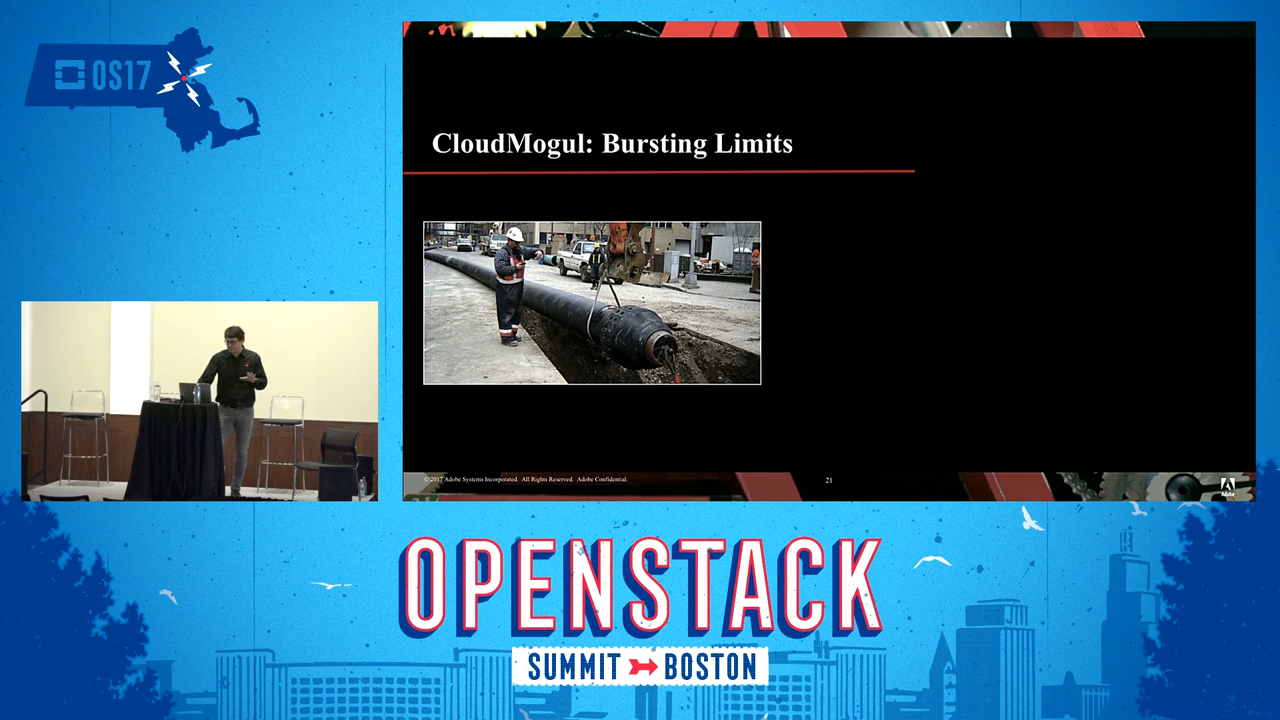 OS17
CloudMogul: Bursting Limits
©2017 Adobe Systems Incorporated. All Rights Reserved. Adobe Confidential.
21
Adobe
OPENSTACK
SUMMIT BOSTON